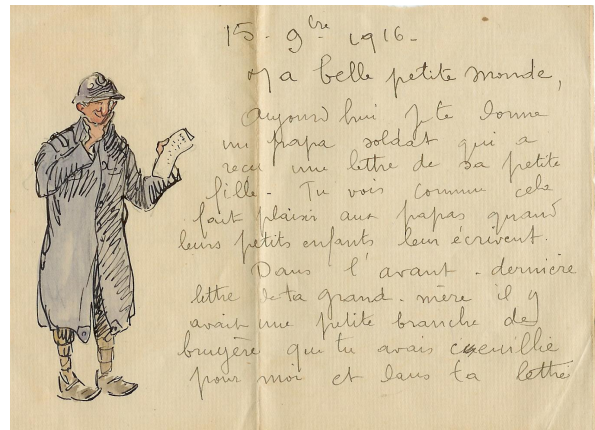 15 - 9bre 1916 -
Ma belle petite monde,
Aujourd hui je te donne
un papa soldat qui a
reçu une lettre de sa petite
fille - Tu vois comme cela
fait plaisir aux papas quand
leurs petits enfants leur écrivent.
Dans l'avant-dernière
lettre de ta grand-mère il y
avait une petite branche de
bruyère que tu avais cueillie
pour moi et dans ta lettre